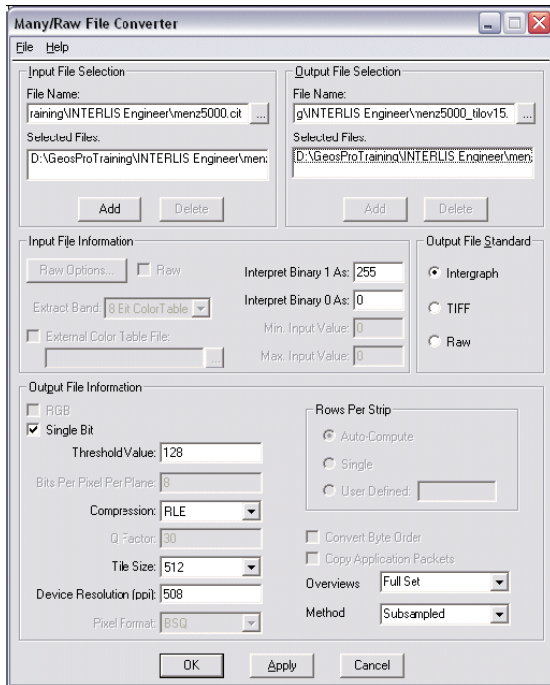 Many/Raw File Converter
File Help
Input File Selection
File Name:
raining\INTERLIS Engineer\menz5000.cit
...
Selected Files:
D:\GeosProTraining\INTERLIS Engineer\men:
Add
Delete
Output File Selection
File Name:
g\INTERLIS Engineer\menz5000_tilov15.
...
Selected Files:
D:\GeosProTraining\INTERLIS Engineer\men
Add
Delete
Input File Information
Raw Options...
Raw
Extract Band: 8 Bit ColorTable
External Color Table File:
...
Interpret Binary 1 As: 255
Interpret Binary 0 As: 0
Min. Input Value: 0
Max. Input Value: 0
Output File Standard
Intergraph
TIFF
Raw
Output File Information
RGB
Single Bit
Threshold Value: 128
Bits Per Pixel Per Plane: 8
Compression: RLE
Q Factor: 30
Tile Size: 512
Device Resolution (ppi): 508
Pixel Format: BSQ
Rows Per Strip
Auto-Compute
Single
User Defined:
Convert Byte Order
Copy Application Packets
Overviews Full Set
Method Subsampled
OK
Apply
Cancel